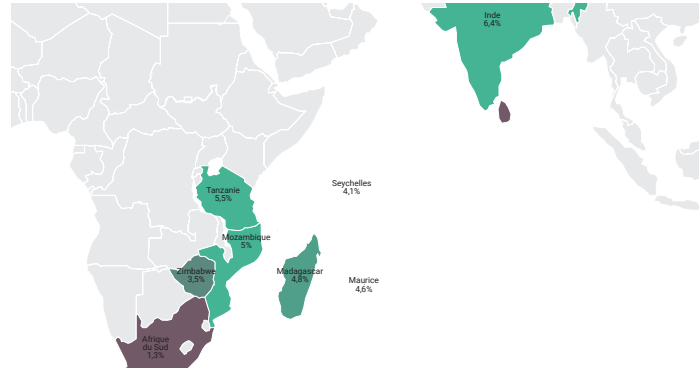 Inde
6,4%
Seychelles
4,1%
Tanzanie
5,5%
Mozambique
5%
Zimbabwe
3,5%
Madagascar
4,8%
Maurice
4,6%
Afrique
du Sud
1,3%